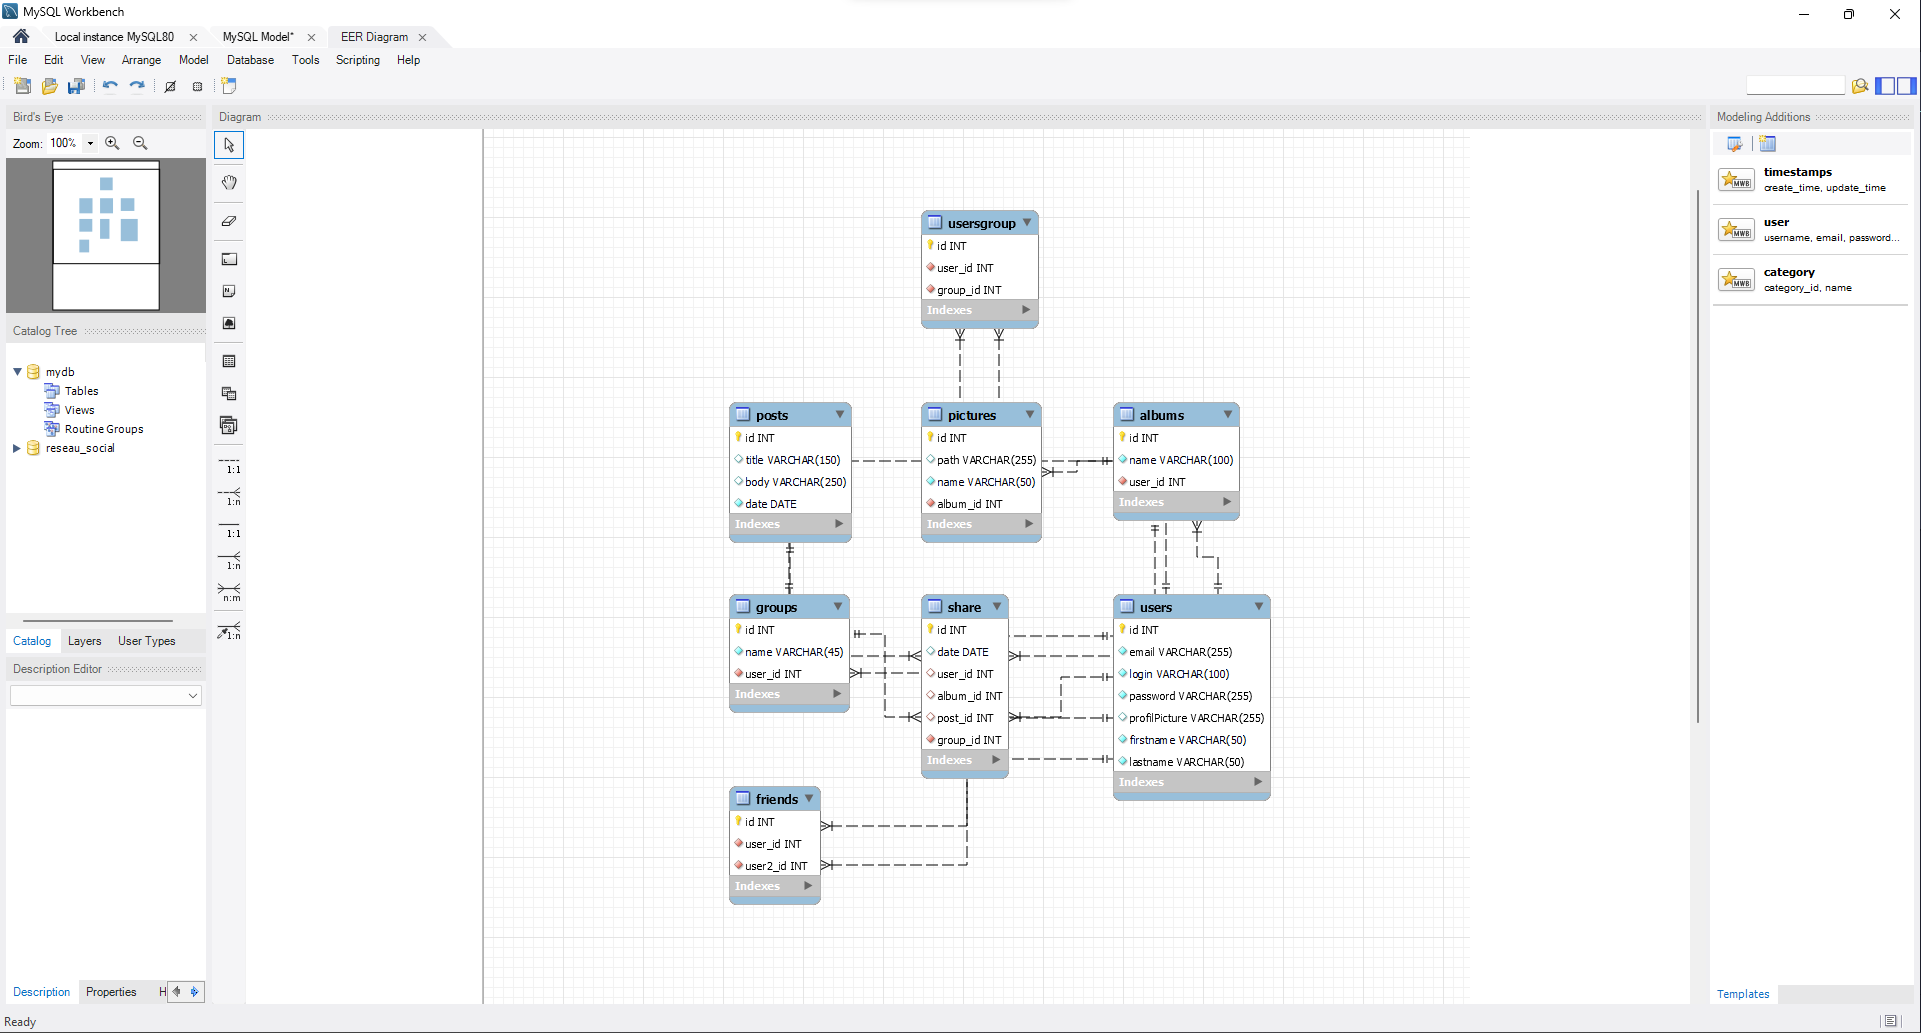 MySQL Workbench
Local instance MySQL80
MySQL Model*
EER Diagram
File Edit View Arrange Model Database Tools Scripting Help
Bird's Eye
Zoom: 100%
Catalog Tree
mydb
Tables
Views
Routine Groups
reseau_social
Catalog Layers User Types
Description Editor
Description Properties H
Ready
Diagram
1:1
1:n
1:1
1:n
n:m
1:n
usersgroup
id INT
user_id INT
group_id INT
Indexes
posts
id INT
title VARCHAR(150)
body VARCHAR(250)
date DATE
Indexes
pictures
id INT
path VARCHAR(255)
name VARCHAR(50)
album_id INT
Indexes
albums
id INT
name VARCHAR(100)
user_id INT
Indexes
groups
id INT
name VARCHAR(45)
user_id INT
Indexes
share
id INT
date DATE
user_id INT
album_id INT
post_id INT
group_id INT
Indexes
users
id INT
email VARCHAR(255)
login VARCHAR(100)
password VARCHAR(255)
profilPicture VARCHAR(255)
firstname VARCHAR(50)
lastname VARCHAR(50)
Indexes
friends
id INT
user_id INT
user2_id INT
Indexes
Modeling Additions
MWB
timestamps
create_time, update_time
MWB
user
username, email, password...
MWB
category
category_id, name
Templates